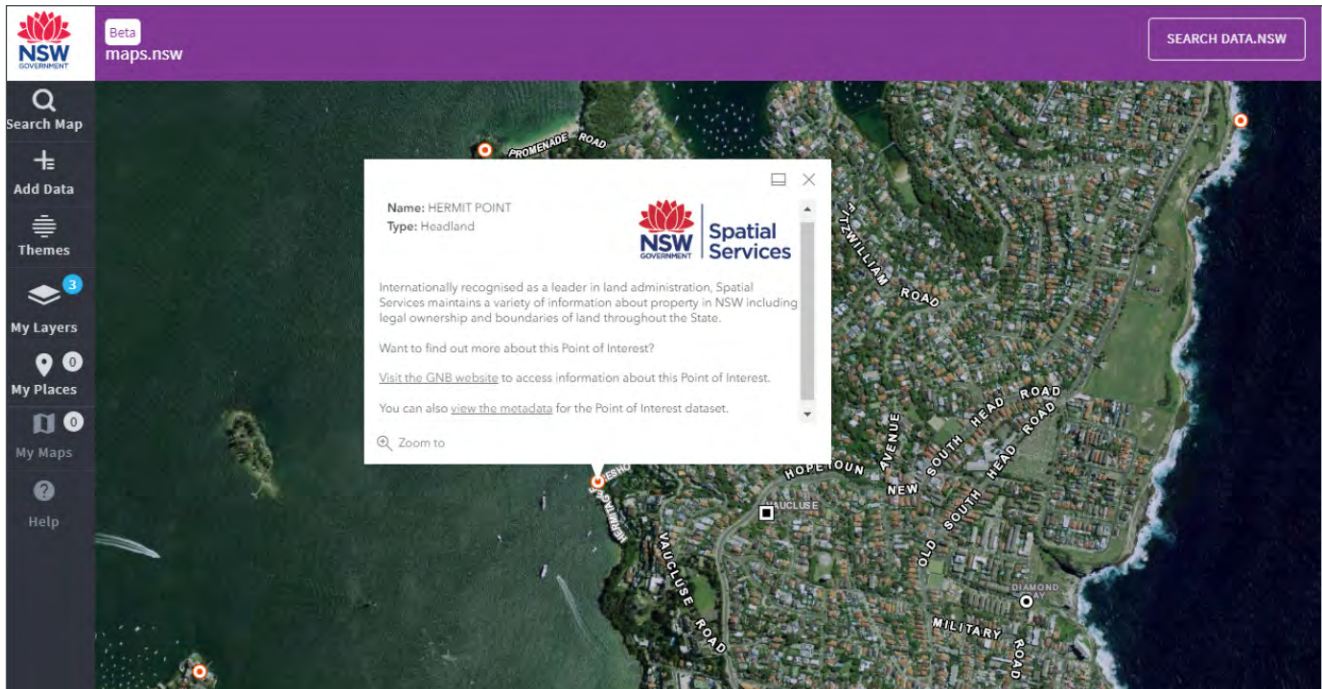 NSW
GOVERNMENT
Beta
maps.nsw
SEARCH DATA.NSW
Search Map
Add Data
Themes
3
My Layers
0
My Places
0
My Maps
Help
PROMENADE ROAD
Name: HERMIT POINT
Type: Headland
NSW
GOVERNMENT
Spatial
Services
Internationally recognised as a leader in land administration, Spatial
Services maintains a variety of information about property in NSW including
legal ownership and boundaries of land throughout the State.
Want to find out more about this Point of Interest?
Visit the GNB website to access information about this Point of Interest.
You can also view the metadata for the Point of Interest dataset.
Zoom to
FITZWILLIAM ROAD
HOPETOUN AVENUE
NEW SOUTH HEAD ROAD
OLD SOUTH HEAD ROAD
VAUCLUSE
VAUCLUSE ROAD
DIAMOND
MILITARY ROAD